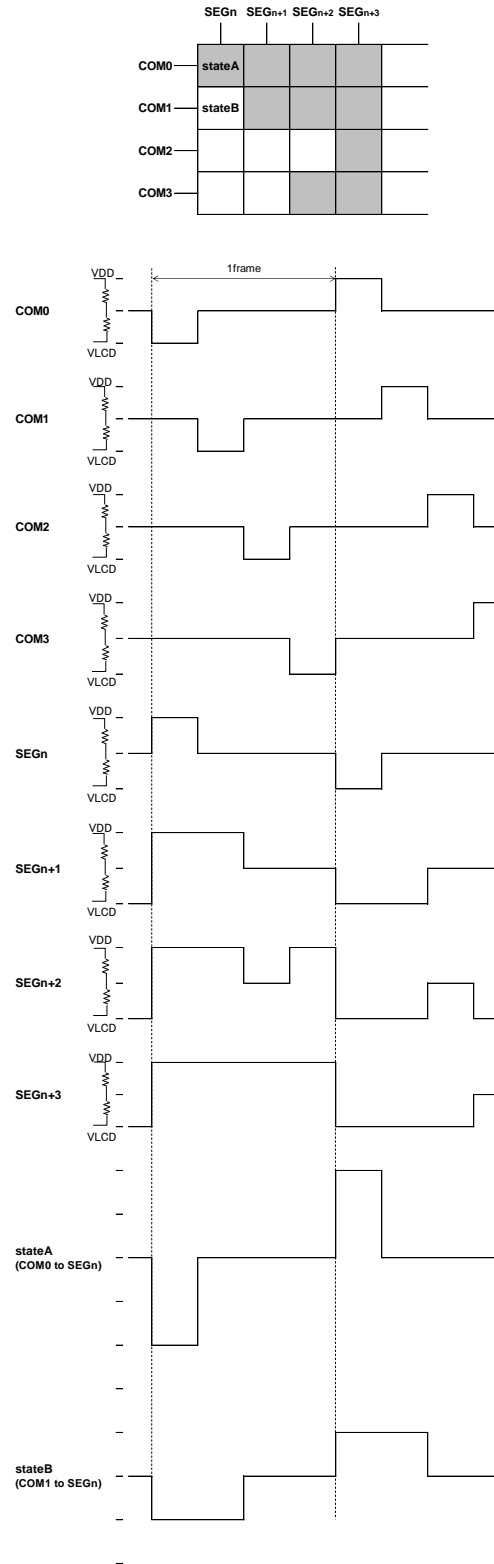 SEGn SEGn+1 SEGn+2 SEGn+3
COM0 stateA
COM1 stateB
COM2
COM3
VDD 1frame
COM0
VLCD
VDD
COM1
VLCD
VDD
COM2
VLCD
VDD
COM3
VLCD
VDD
SEGn
VLCD
VDD
SEGn+1
VLCD
VDD
SEGn+2
VLCD
VDD
SEGn+3
VLCD
stateA
(COM0 to SEGn)
stateB
(COM1 to SEGn)